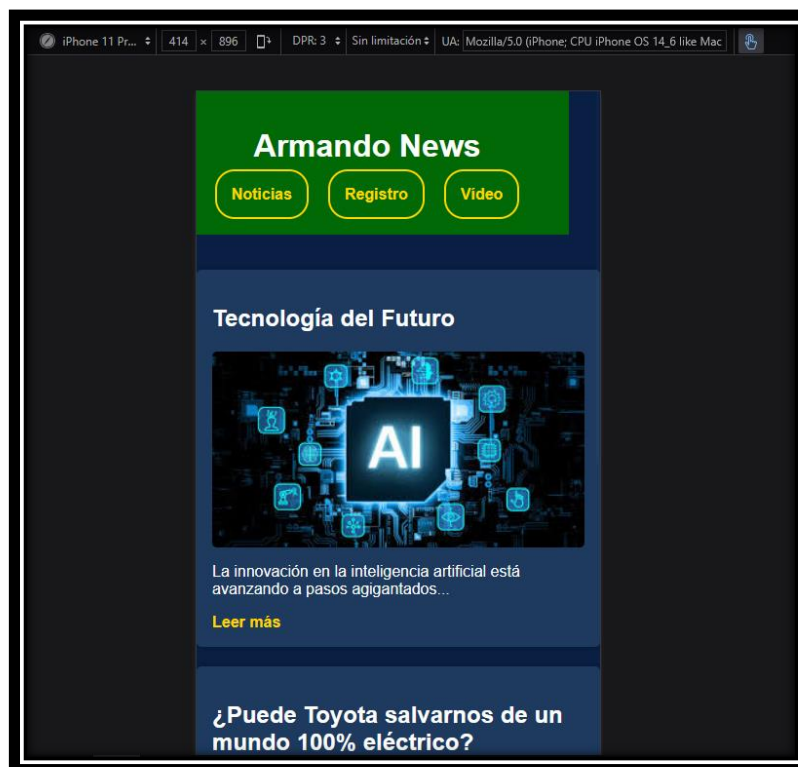 iPhone 11 Pr... 414 × 896 DPR: 3 Sin limitación UA: Mozilla/5.0 (iPhone; CPU iPhone OS 14_6 like Mac
Armando News
Noticias Registro Vídeo
Tecnología del Futuro
AI
La innovación en la inteligencia artificial está
avanzando a pasos agigantados...
Leer más
¿Puede Toyota salvarnos de un
mundo 100% eléctrico?